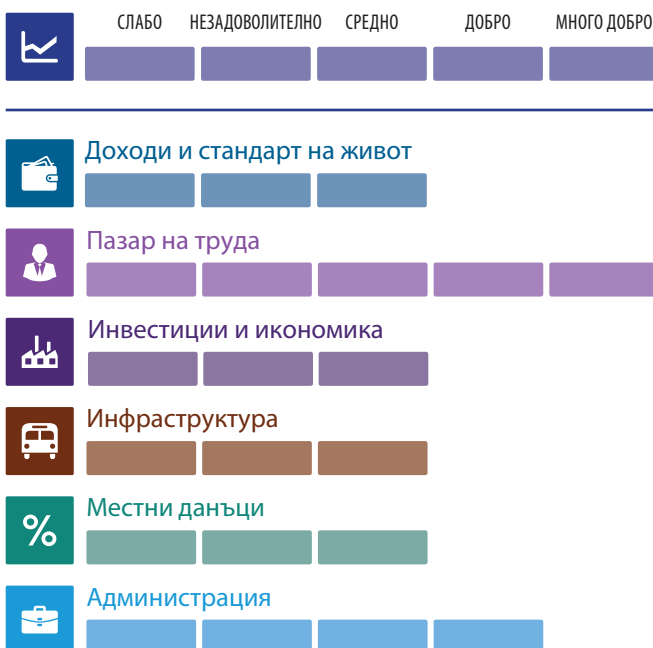 СЛАБО НЕЗАДОВОЛИТЕЛНО СРЕДНО ДОБРО МНОГО ДОБРО
Доходи и стандарт на живот
Пазар на труда
Инвестиции и икономика
Инфраструктура
Местни данъци
%
Администрация